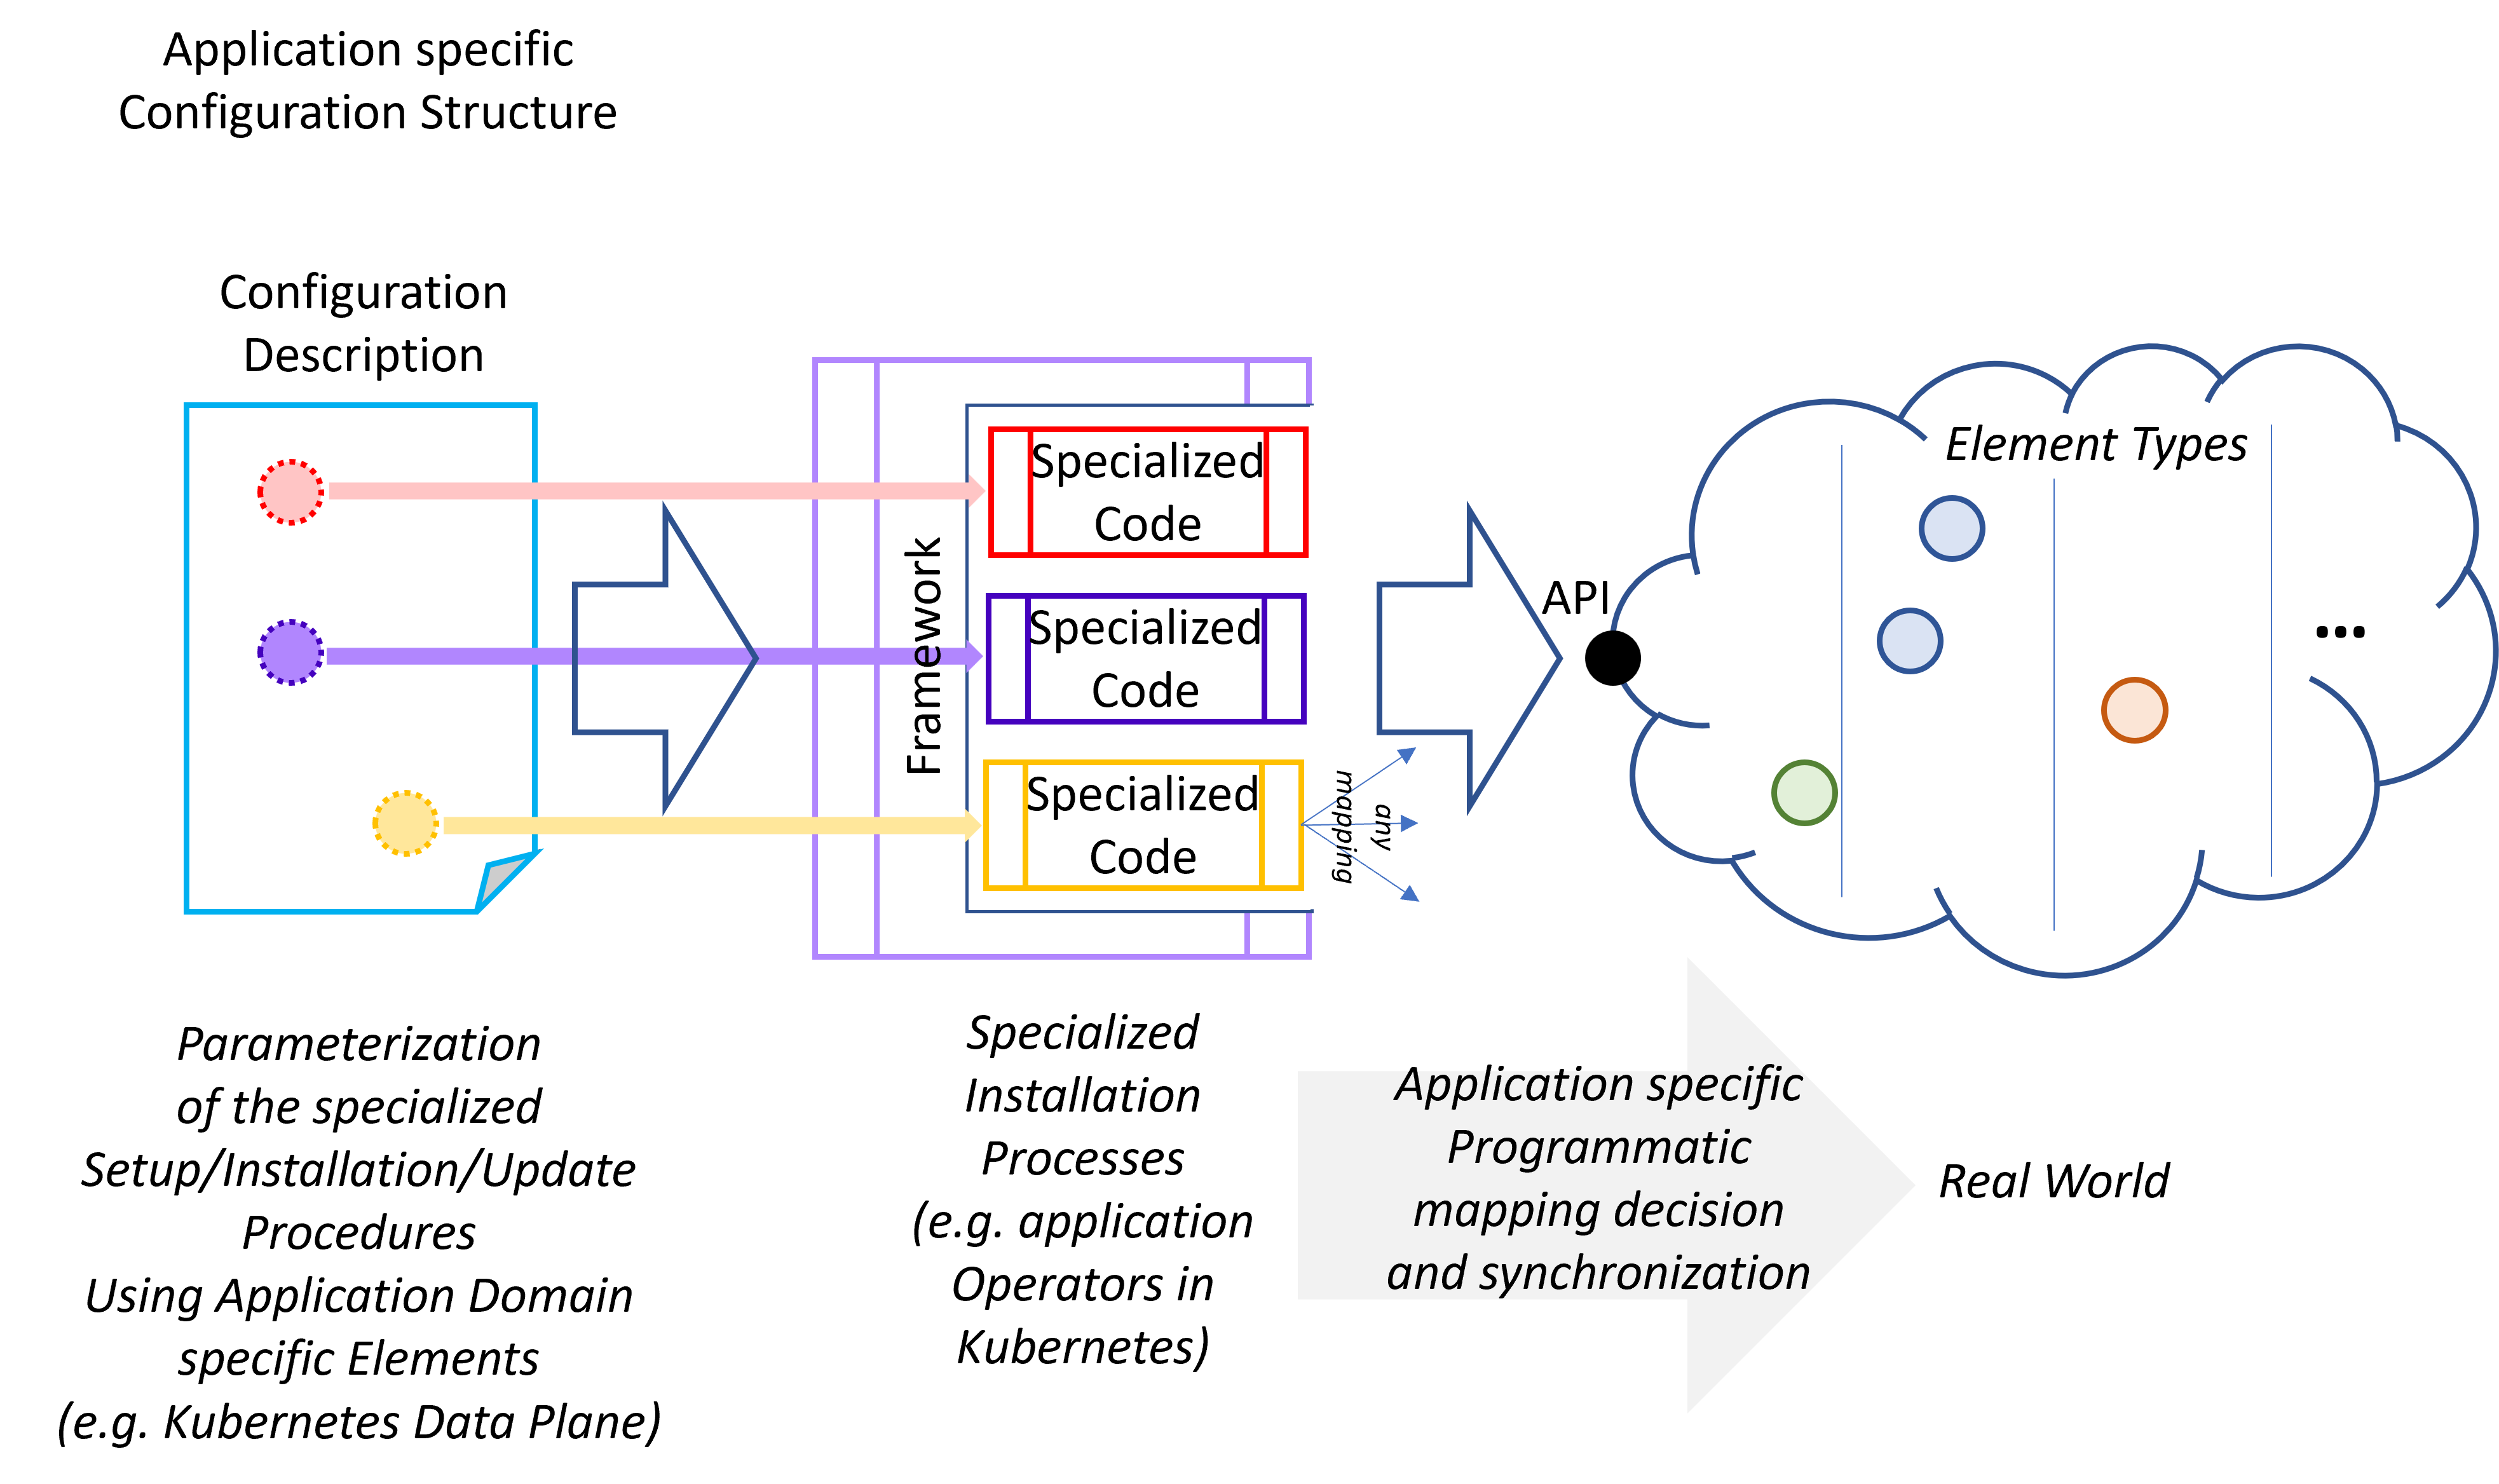 Application specific
Configuration Structure
Configuration
Description
Framework
Specialized
Code
Specialized
Code
Specialized
Code
any
mapping
API
Element Types
...
Parameterization
of the specialized
Setup/Installation/Update
Procedures
Using Application Domain
specific Elements
(e.g. Kubernetes Data Plane)
Specialized
Installation
Processes
(e.g. application
Operators in
Kubernetes)
Application specific
Programmatic
mapping decision
and synchronization
Real World